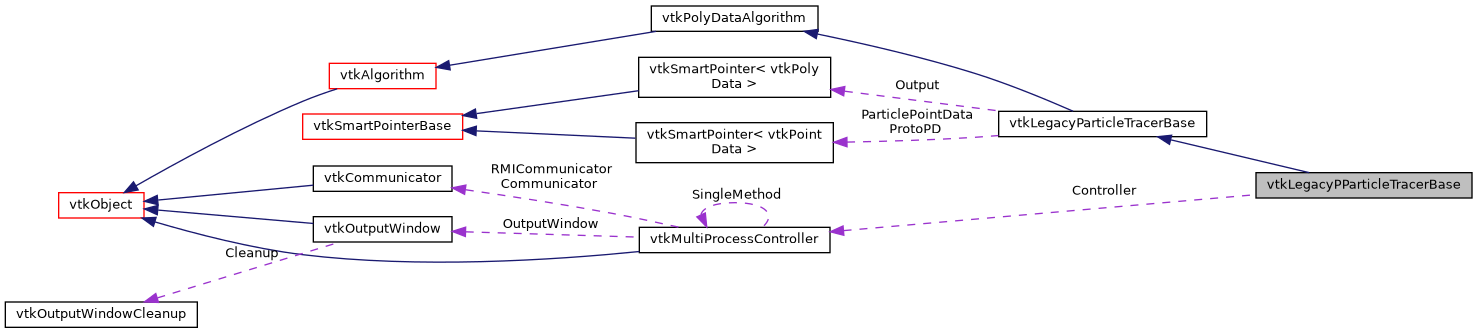 vtkPolyDataAlgorithm
vtkAlgorithm
vtkSmartPointer< vtkPoly
Data >
Output
vtkSmartPointerBase
ParticlePointData
ProtoPD
vtkLegacyParticleTracerBase
vtkSmartPointer< vtkPoint
Data >
RMICommunicator
Communicator
vtkCommunicator
SingleMethod
Controller
vtkLegacyPParticleTracerBase
vtkObject
OutputWindow
vtkOutputWindow
vtkMultiProcessController
Cleanup
vtkOutputWindowCleanup